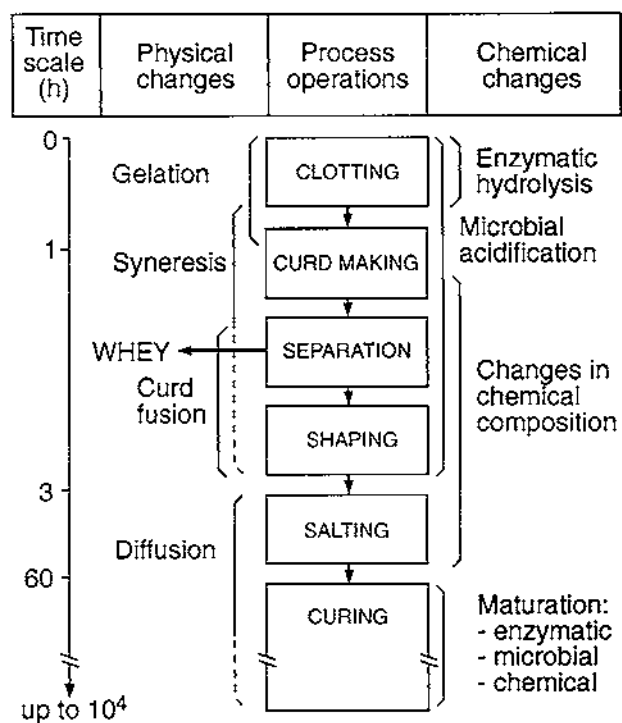 Time
scale
(h)
Physical
changes
Process
operations
Chemical
changes
0
Gelation
CLOTTING
Enzymatic
hydrolysis
Microbial
acidification
1
Syneresis
CURD MAKING
WHEY
SEPARATION
Curd
fusion
Changes in
chemical
composition
SHAPING
3
SALTING
Diffusion
60
CURING
Maturation:
- enzymatic
- microbial
- chemical
up to 10⁴